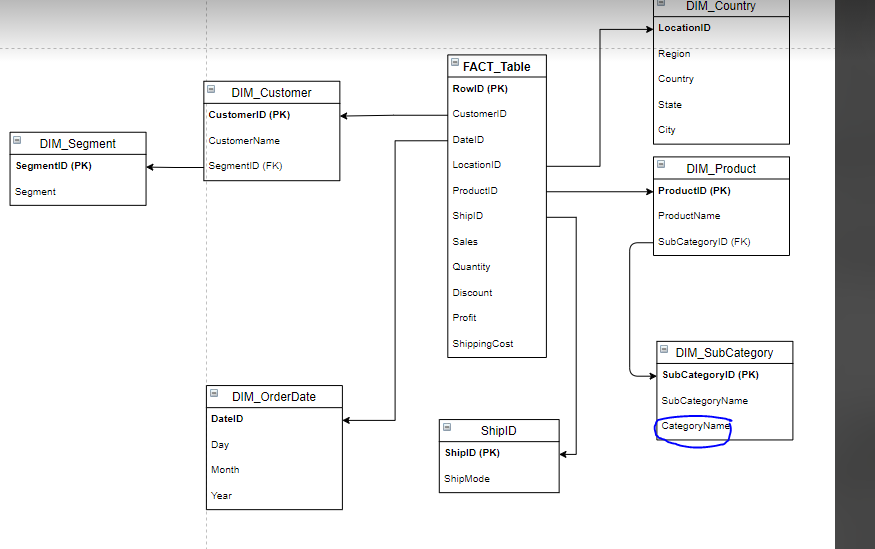 DIM_Country
LocationID
Region
Country
State
City
FACT_Table
RowID (PK)
CustomerID
DateID
LocationID
ProductID
ShipID
Sales
Quantity
Discount
Profit
ShippingCost
DIM_Customer
CustomerID (PK)
CustomerName
SegmentID (FK)
DIM_Segment
SegmentID (PK)
Segment
DIM_Product
ProductID (PK)
ProductName
SubCategoryID (FK)
DIM_SubCategory
SubCategoryID (PK)
SubCategoryName
CategoryName
DIM_OrderDate
DateID
Day
Month
Year
ShipID
ShipID (PK)
ShipMode